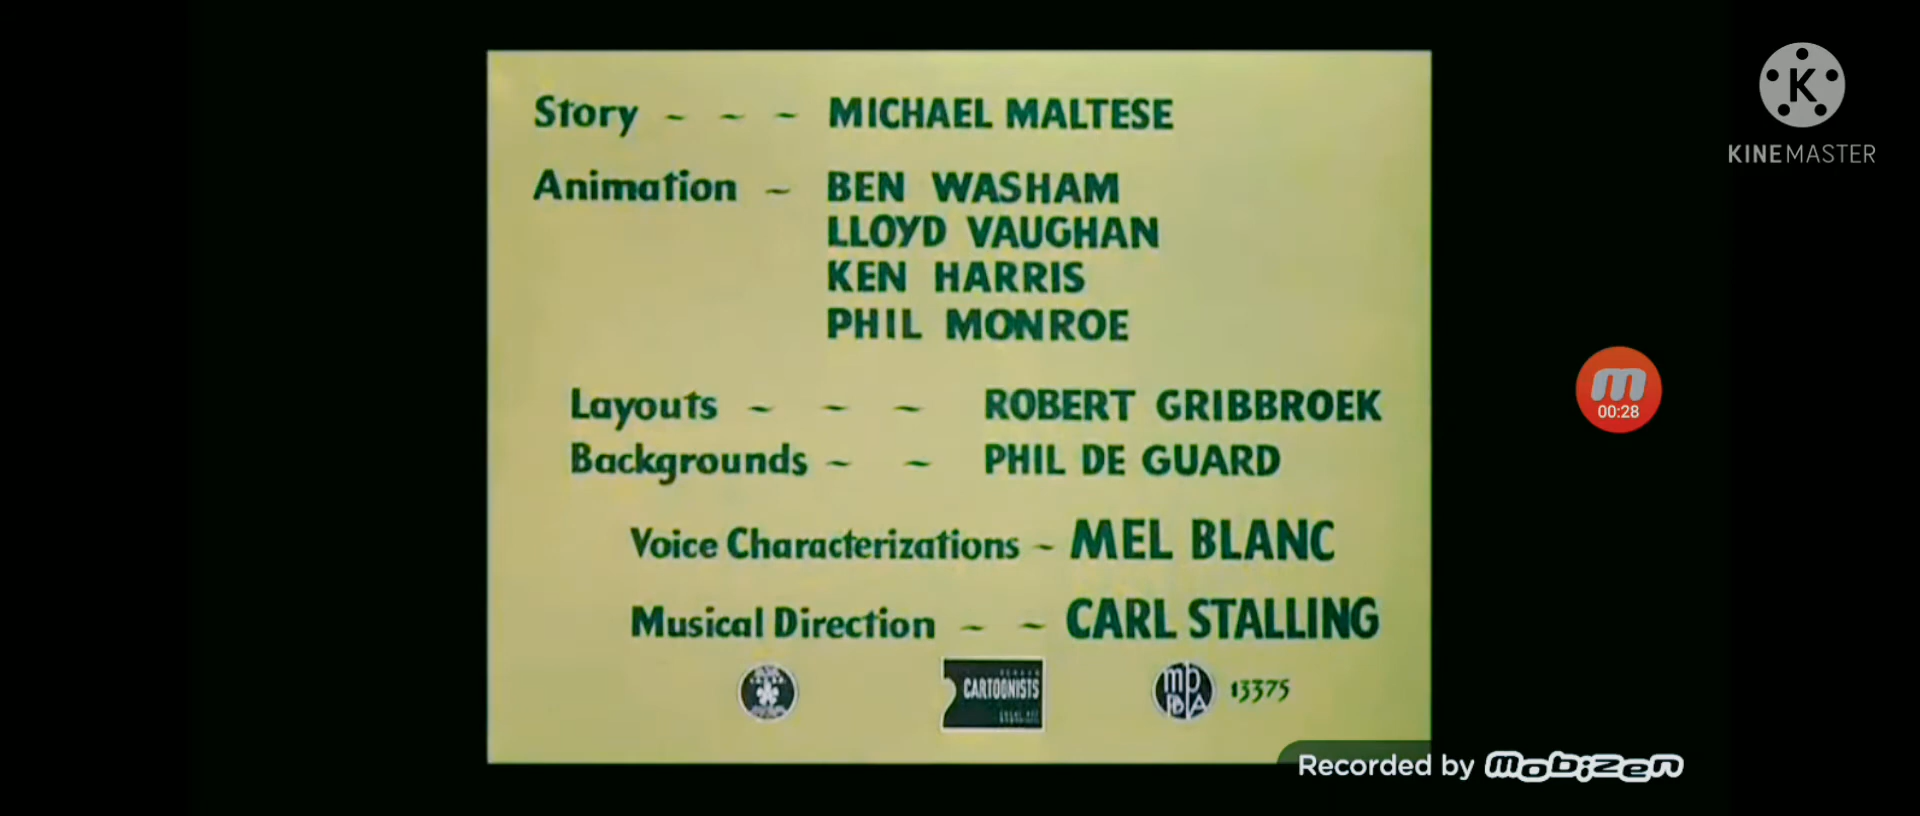 Story ~ ~ ~ MICHAEL MALTESE
Animation ~ BEN WASHAM
LLOYD VAUGHAN
KEN HARRIS
PHIL MONROE
Layouts ~ ~ ~ ROBERT GRIBBROEK
Backgrounds ~ ~ PHIL DE GUARD
Voice Characterizations ~ MEL BLANC
Musical Direction ~ ~ CARL STALLING
CARTOONISTS
MPDA 13375
K
KINEMASTER
m
00:28
Recorded by mobizen